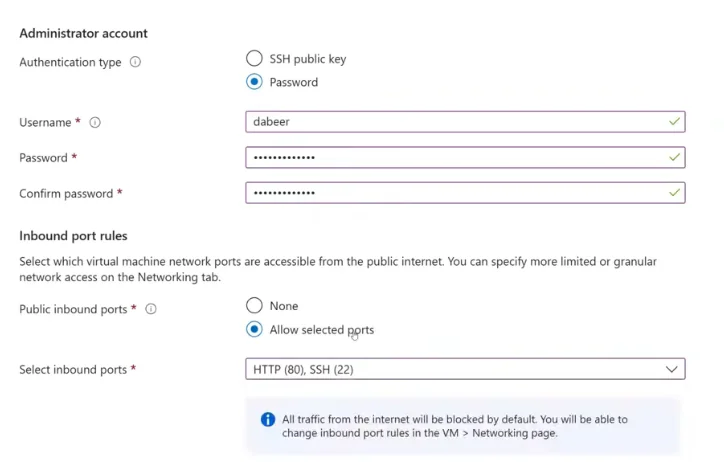 Administrator account
Authentication type
SSH public key
Password
Username *
dabeer
Password *
•••••••••••••
Confirm password *
•••••••••••••
Inbound port rules
Select which virtual machine network ports are accessible from the public internet. You can specify more limited or granular
network access on the Networking tab.
Public inbound ports *
None
Allow selected ports
Select inbound ports *
HTTP (80), SSH (22)
All traffic from the internet will be blocked by default. You will be able to
change inbound port rules in the VM > Networking page.